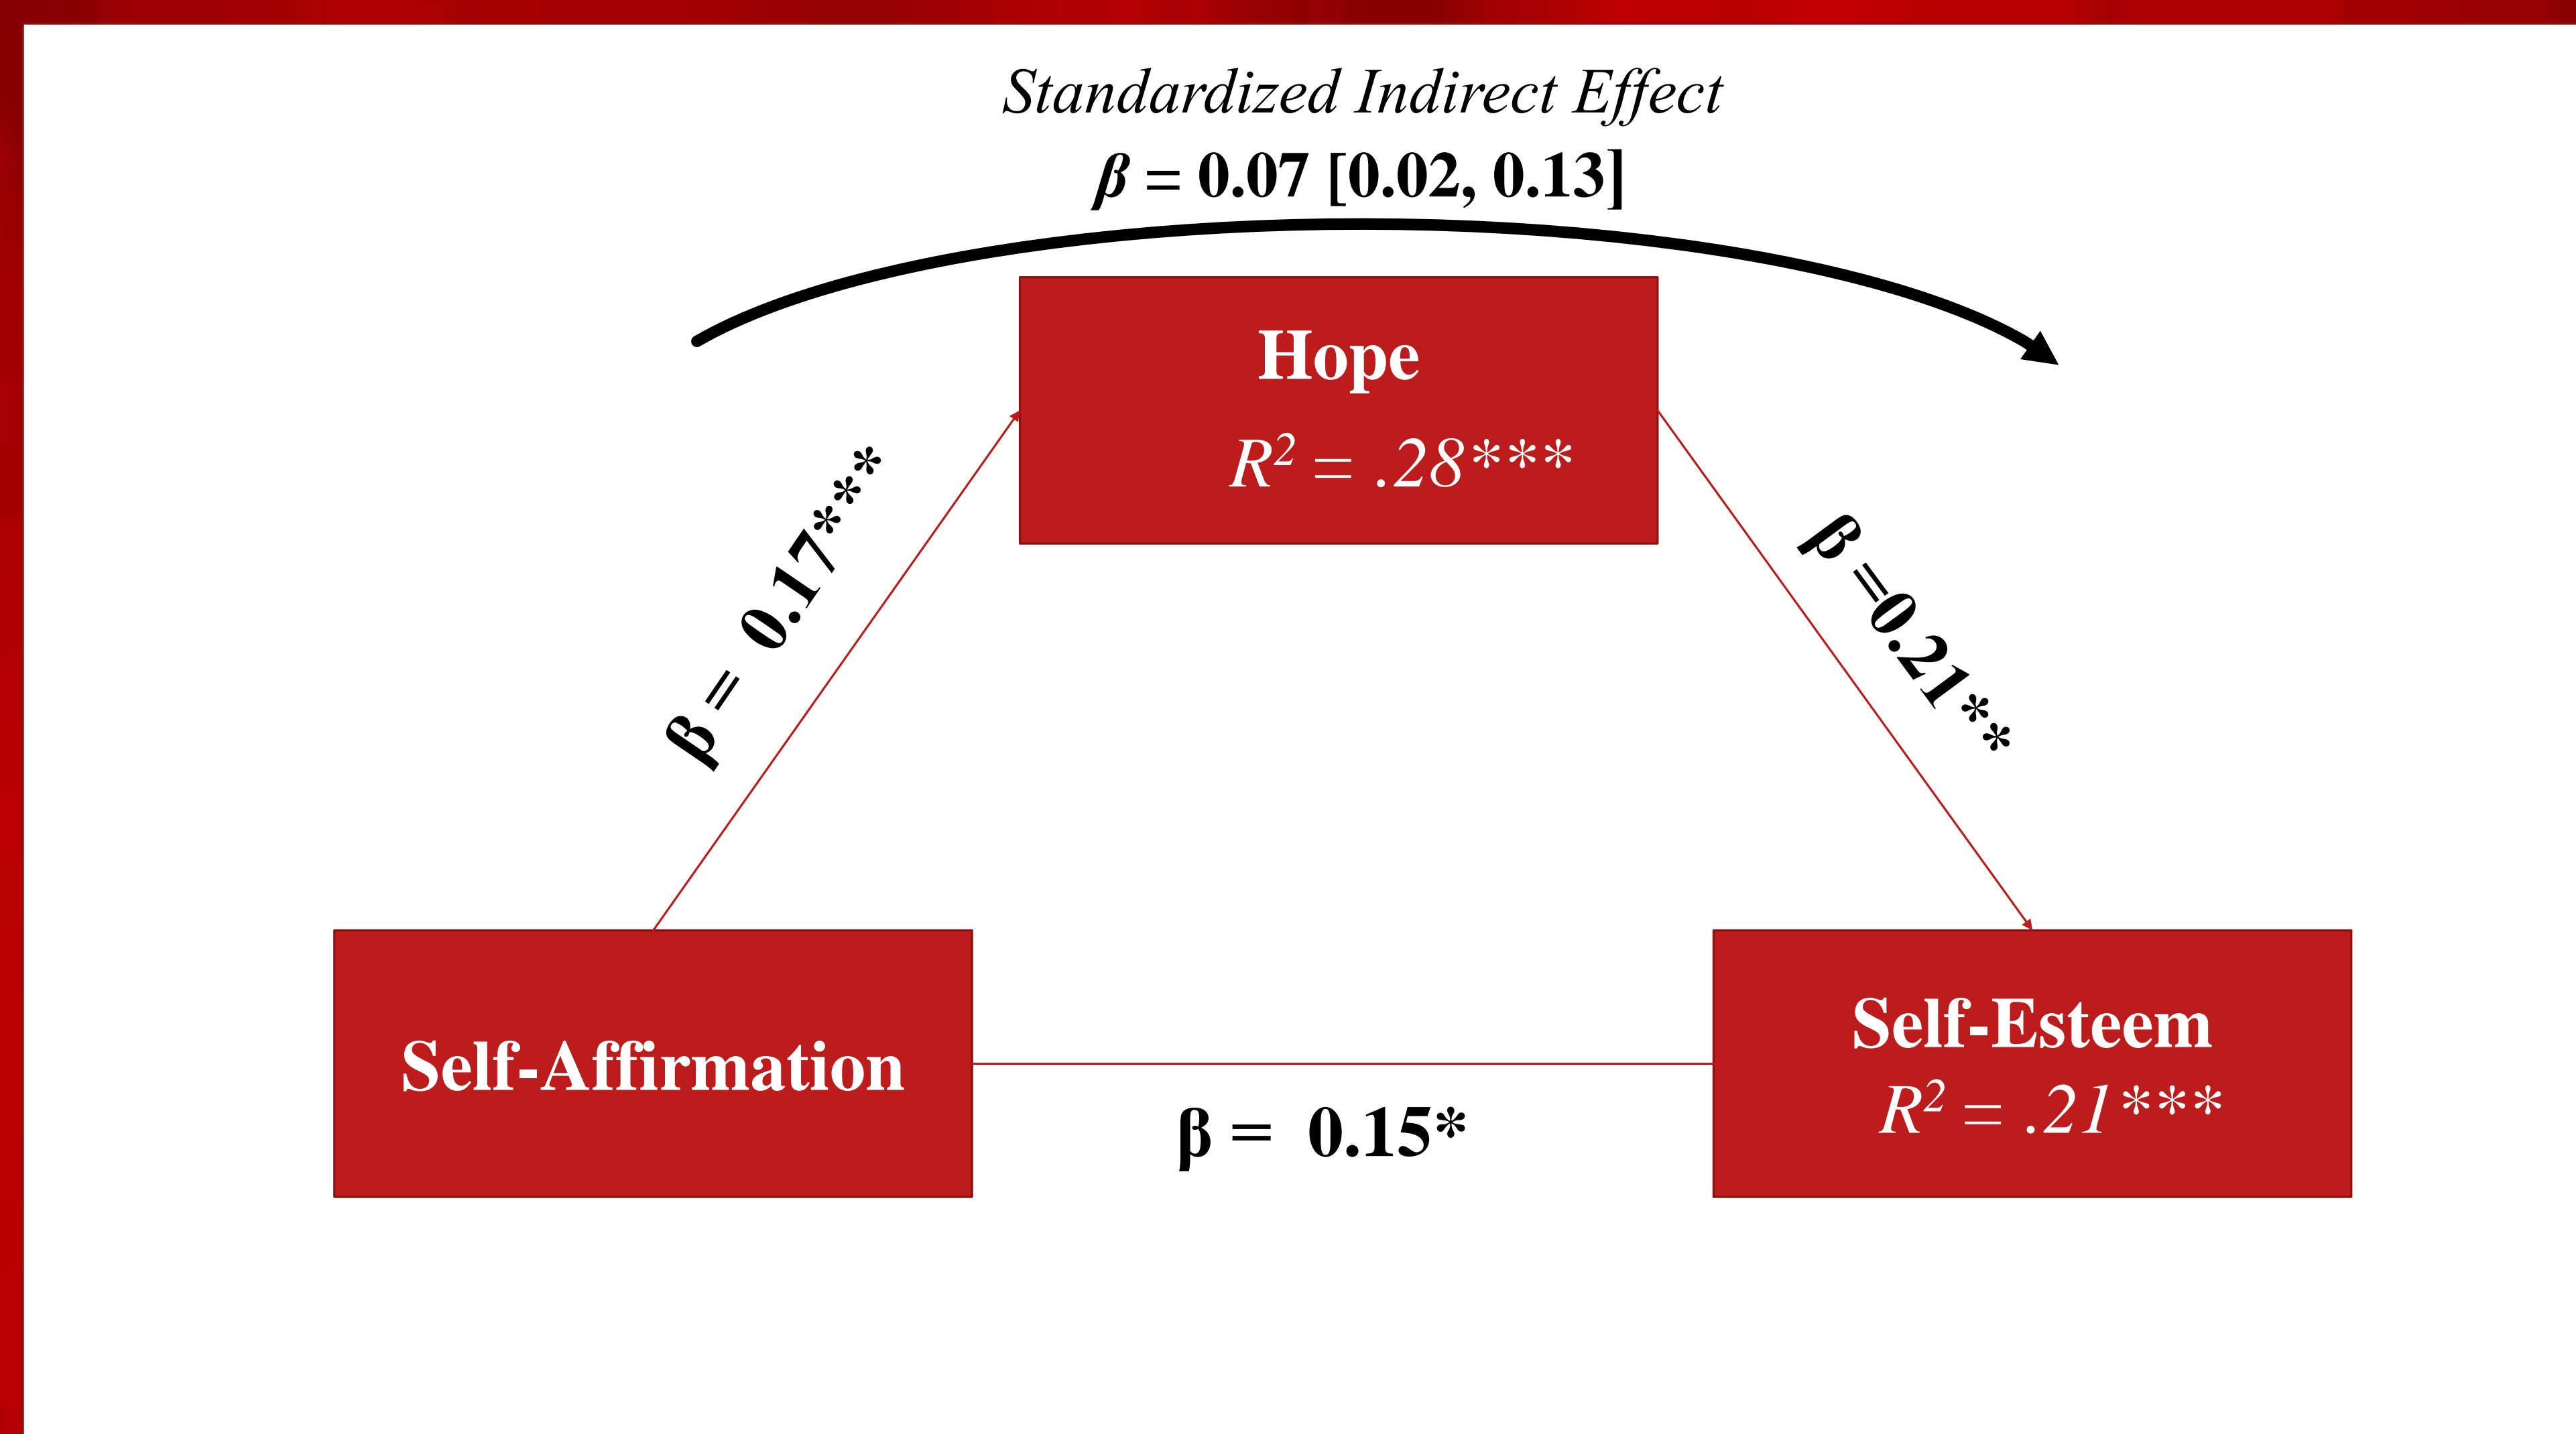 Standardized Indirect Effect
β = 0.07 [0.02, 0.13]
Hope
R² = .28***
β = 0.17***
β =0.21**
Self-Affirmation
Self-Esteem
R² = .21***
β = 0.15*